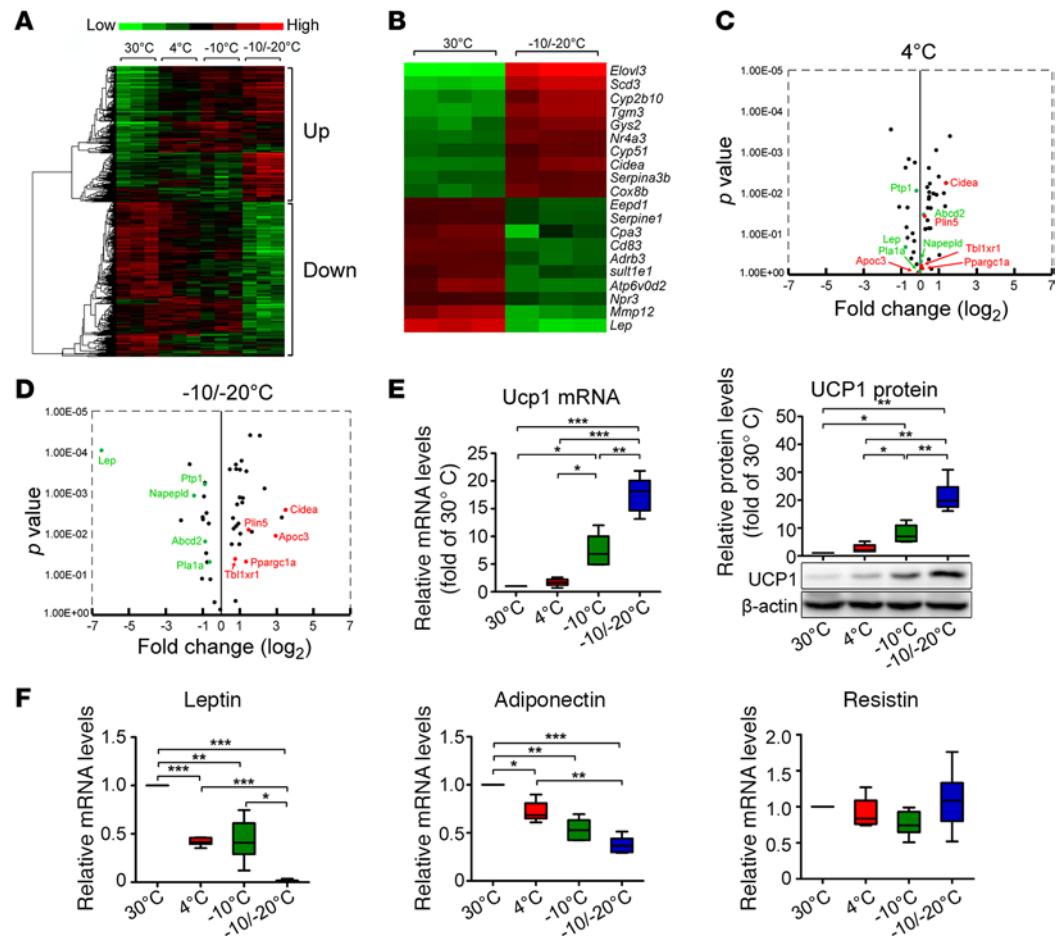 A
Low High
30°C 4°C -10°C -10/-20°C
Up
Down
B
30°C -10/-20°C
Elovl3
Scd3
Cyp2b10
Tgm3
Gys2
Nr4a3
Cyp51
Cidea
Serpina3b
Cox8b
Eepd1
Serpine1
Cpa3
Cd83
Adrb3
sult1e1
Atp6v0d2
Npr3
Mmp12
Lep
C
4°C
p value
1.00E-05
1.00E-04
1.00E-03
1.00E-02
1.00E-01
1.00E+00
Ptp1
Cidea
Abcd2
Plin5
Lep
Napepld
Pla1a
Tbl1xr1
Apoc3
Ppargc1a
-7 -5 -3 -1 0 1 3 5 7
Fold change (log2)
D
-10/-20°C
p value
1.00E-05
1.00E-04
1.00E-03
1.00E-02
1.00E-01
1.00E+00
Lep
Ptp1
Napepld
Cidea
Plin5
Abcd2
Apoc3
Pla1a
Ppargc1a
Tbl1xr1
-7 -5 -3 -1 0 1 3 5 7
Fold change (log2)
E
Ucp1 mRNA
Relative mRNA levels
(fold of 30° C)
25
20
15
10
5
0
***
***
* **
*
30°C 4°C -10°C -10/-20°C
UCP1 protein
Relative protein levels
(fold of 30° C)
50
40
30
20
10
0
**
*
**
* **
UCP1
β-actin
30°C 4°C -10°C -10/-20°C
F
Leptin
Relative mRNA levels
1.5
1.0
0.5
0
***
**
*** ***
*
30°C 4°C -10°C -10/-20°C
Adiponectin
Relative mRNA levels
1.5
1.0
0.5
0
***
**
* **
30°C 4°C -10°C -10/-20°C
Resistin
Relative mRNA levels
2.0
1.5
1.0
0.5
0
30°C 4°C -10°C -10/-20°C